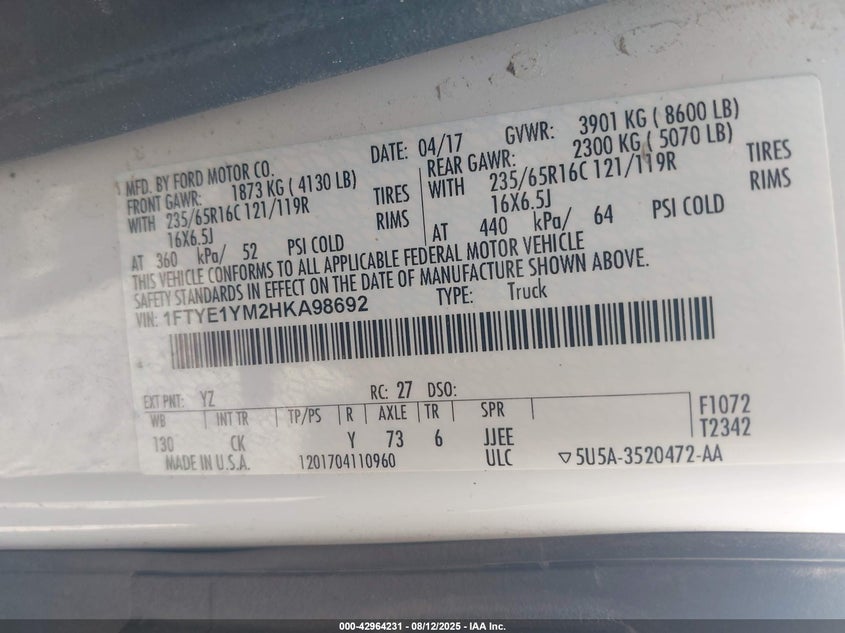 MFD. BY FORD MOTOR CO. DATE: 04/17 GVWR: 3901 KG ( 8600 LB)
FRONT GAWR: 1873 KG ( 4130 LB) REAR GAWR: 2300 KG ( 5070 LB)
WITH 235/65R16C 121/119R TIRES WITH 235/65R16C 121/119R TIRES
16X6.5J RIMS 16X6.5J RIMS
AT 360 kPa/ 52 PSI COLD AT 440 kPa/ 64 PSI COLD
THIS VEHICLE CONFORMS TO ALL APPLICABLE FEDERAL MOTOR VEHICLE
SAFETY STANDARDS IN EFFECT ON THE DATE OF MANUFACTURE SHOWN ABOVE.
VIN: 1FTYE1YM2HKA98692 TYPE: Truck
EXT PNT: YZ RC: 27 DSO:
WB INT TR TP/PS R AXLE TR SPR F1072
130 CK Y 73 6 JJEE T2342
MADE IN U.S.A. 1201704110960 ULC ▽5U5A-3520472-AA
000-42964231 - 08/12/2025 - IAA Inc.